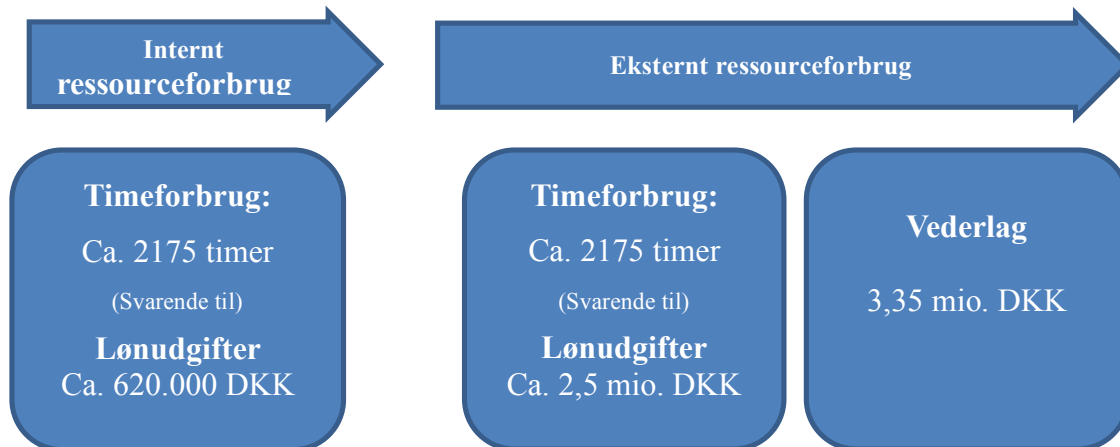 Internt
ressourceforbrug
Eksternt ressourceforbrug
Timeforbrug:
Ca. 2175 timer
(Svarende til)
Lønudgifter
Ca. 620.000 DKK
Timeforbrug:
Ca. 2175 timer
(Svarende til)
Lønudgifter
Ca. 2,5 mio. DKK
Vederlag
3,35 mio. DKK